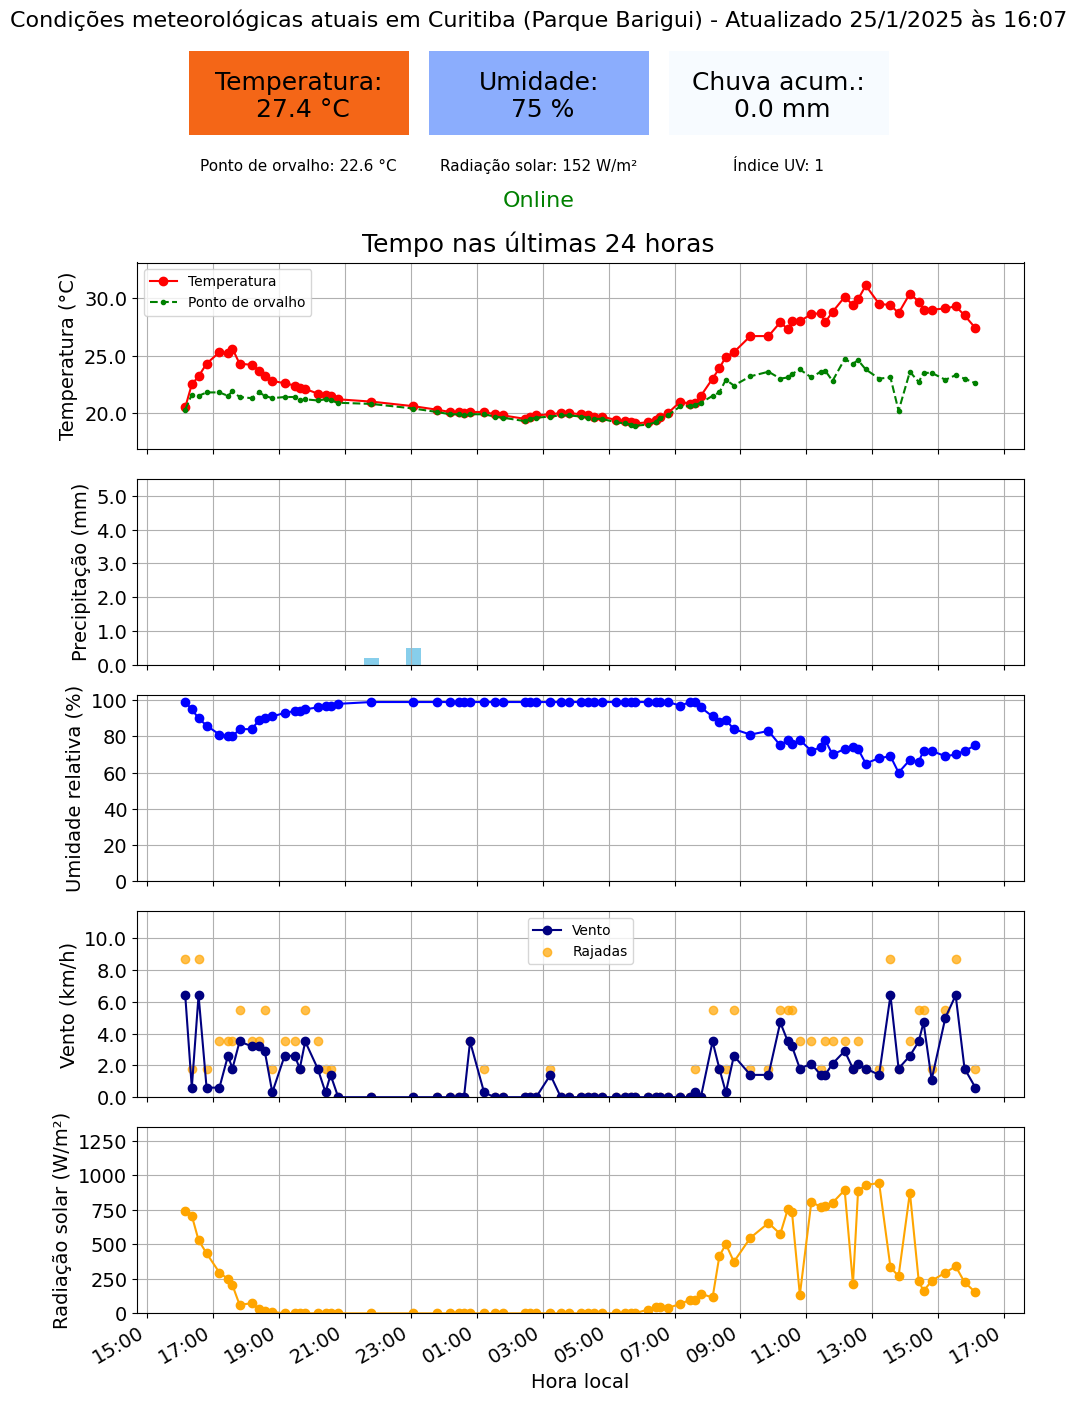 Condições meteorológicas atuais em Curitiba (Parque Barigui) - Atualizado 25/1/2025 às 16:07
Temperatura:
27.4 °C
Umidade:
75 %
Chuva acum.:
0.0 mm
Ponto de orvalho: 22.6 °C
Radiação solar: 152 W/m²
Índice UV: 1
Online
Tempo nas últimas 24 horas
Temperatura (°C)
30.0
25.0
20.0
Temperatura
Ponto de orvalho
Precipitação (mm)
5.0
4.0
3.0
2.0
1.0
0.0
Umidade relativa (%)
100
80
60
40
20
0
Vento (km/h)
10.0
8.0
6.0
4.0
2.0
0.0
Vento
Rajadas
Radiação solar (W/m²)
1250
1000
750
500
250
0
15:00
17:00
19:00
21:00
23:00
01:00
03:00
05:00
07:00
09:00
11:00
13:00
15:00
17:00
Hora local